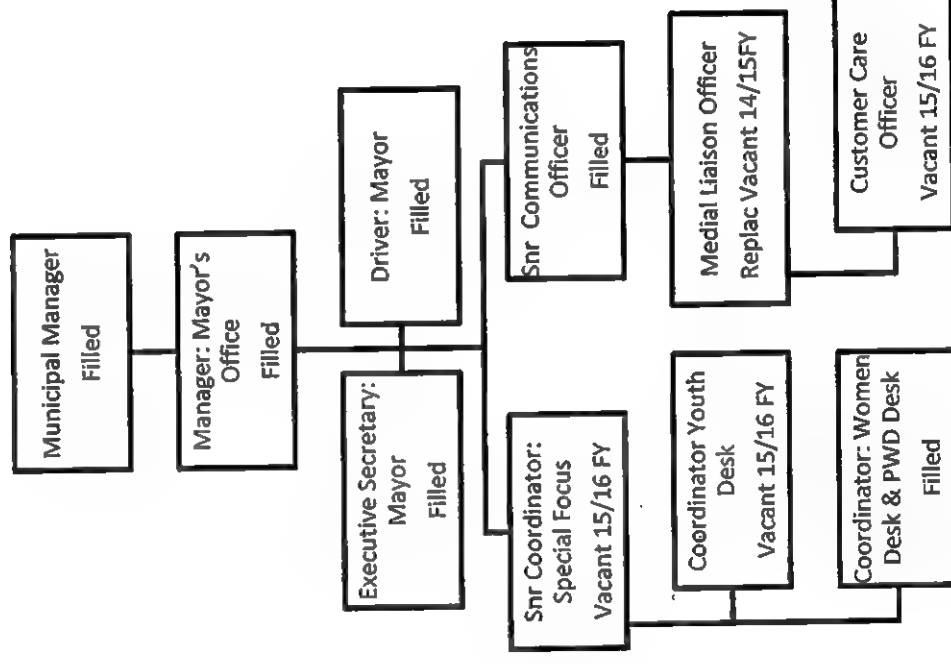 Municipal Manager
Filled
Manager: Mayor's
Office
Filled
Executive Secretary:
Mayor
Filled
Driver: Mayor
Filled
Snr Coordinator:
Special Focus
Vacant 15/16 FY
Snr Communications
Officer
Filled
Coordinator Youth
Desk
Vacant 15/16 FY
Medial Liaison Officer
Replac Vacant 14/15FY
Coordinator: Women
Desk & PWD Desk
Filled
Customer Care
Officer
Vacant 15/16 FY